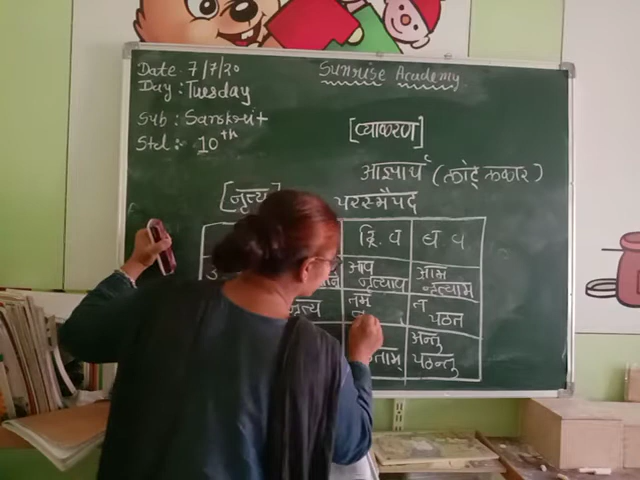 Date. 7/7/20
Sunrise Academy
Day : Tuesday
Sub : Sanskrit
Std :- 10th
[व्याकरण]
आज्ञार्थ (लोट् लकार)
[नृत्य] परस्मैपद
द्वि. व ब. व
आव आम
नृत्याव नृत्याम
नृत्य तम् त
पठत
अन्तु
ताम् पठन्तु